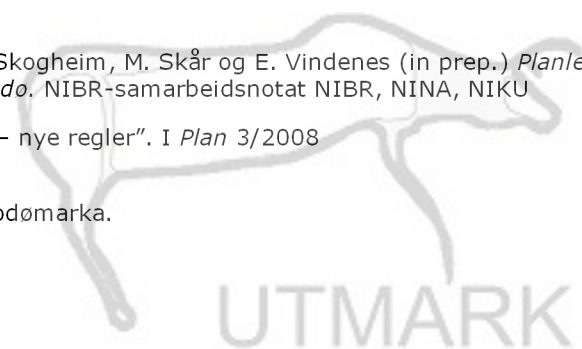 Skogheim, M. Skår og E. Vindenes (in prep.) Planle
do. NIBR-samarbeidsnotat NIBR, NINA, NIKU
– nye regler”. I Plan 3/2008
odømarka.
UTMARK